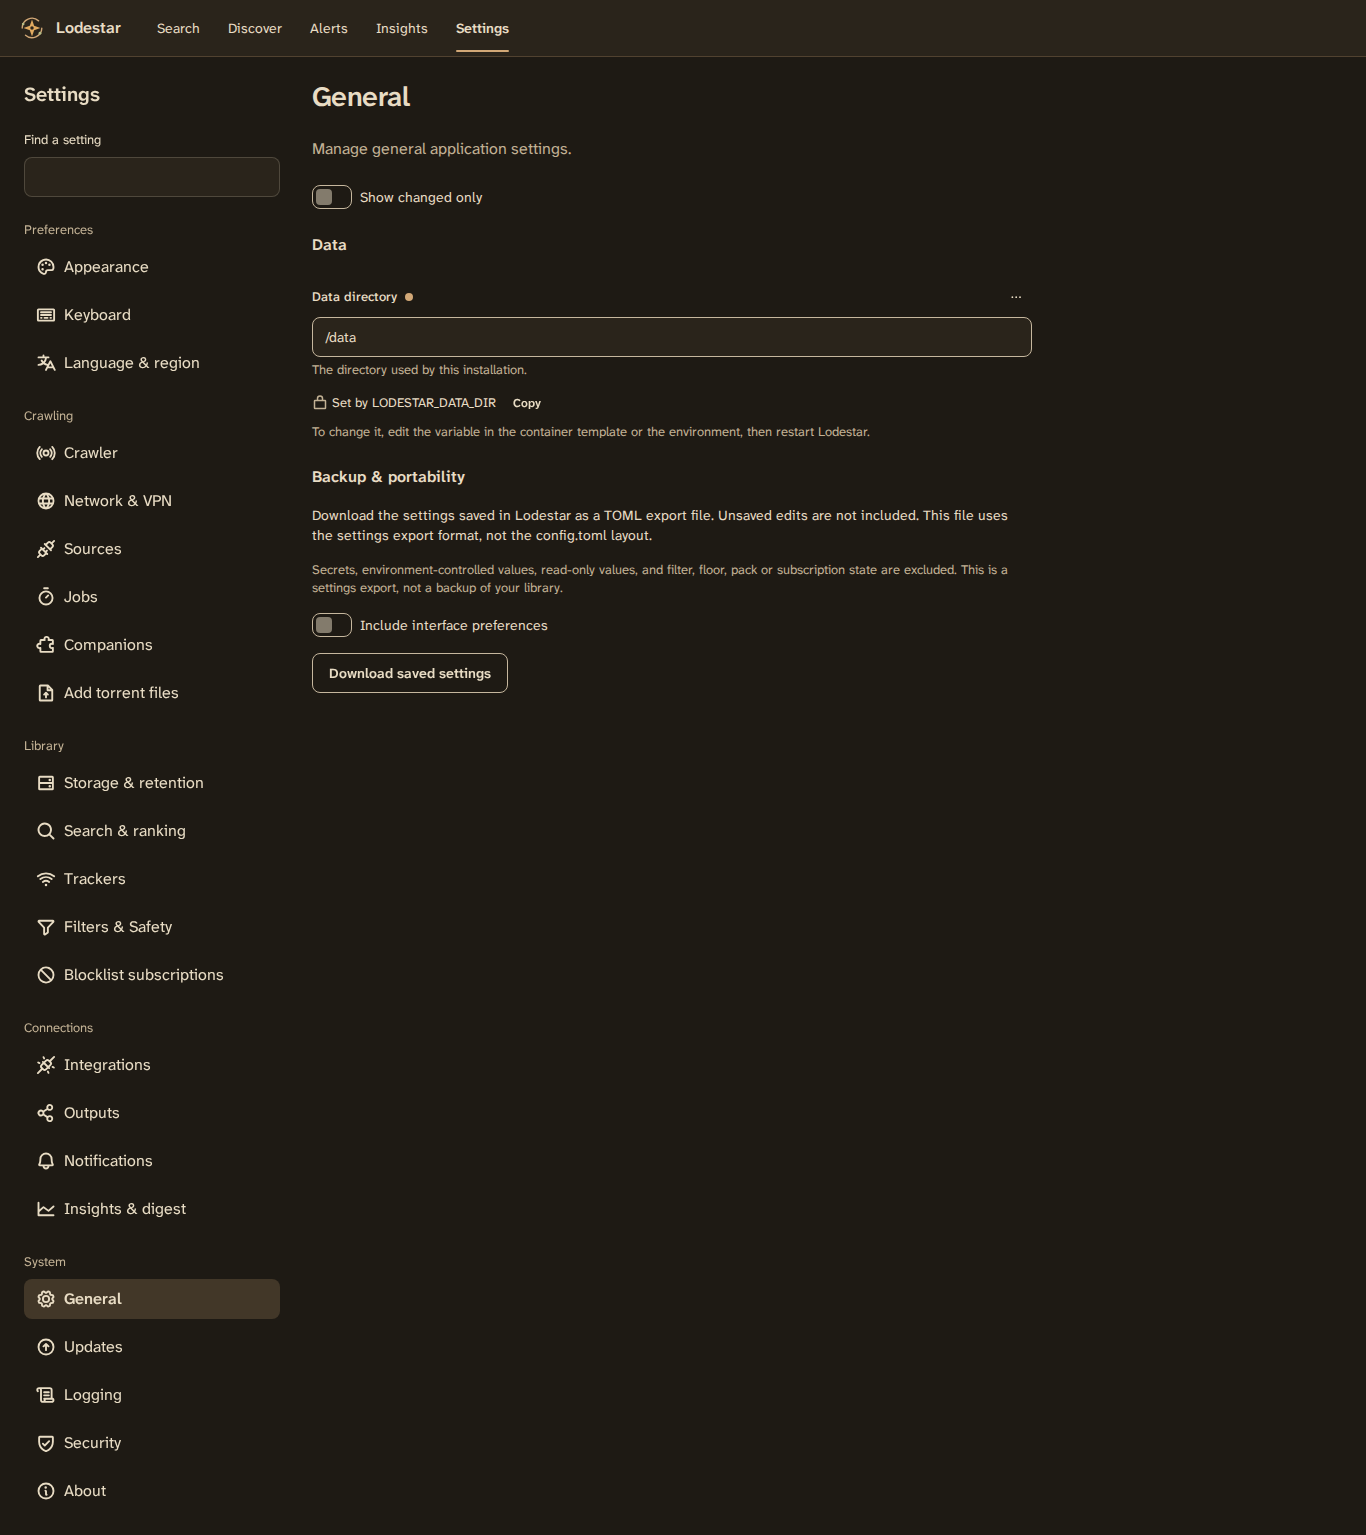 Lodestar
Search
Discover
Alerts
Insights
Settings
Settings
Find a setting
Preferences
Appearance
Keyboard
Language & region
Crawling
Crawler
Network & VPN
Sources
Jobs
Companions
Add torrent files
Library
Storage & retention
Search & ranking
Trackers
Filters & Safety
Blocklist subscriptions
Connections
Integrations
Outputs
Notifications
Insights & digest
System
General
Updates
Logging
Security
About
General
Manage general application settings.
Show changed only
Data
Data directory
...
/data
The directory used by this installation.
Set by LODESTAR_DATA_DIR
Copy
To change it, edit the variable in the container template or the environment, then restart Lodestar.
Backup & portability
Download the settings saved in Lodestar as a TOML export file. Unsaved edits are not included. This file uses
the settings export format, not the config.toml layout.
Secrets, environment-controlled values, read-only values, and filter, floor, pack or subscription state are excluded. This is a
settings export, not a backup of your library.
Include interface preferences
Download saved settings